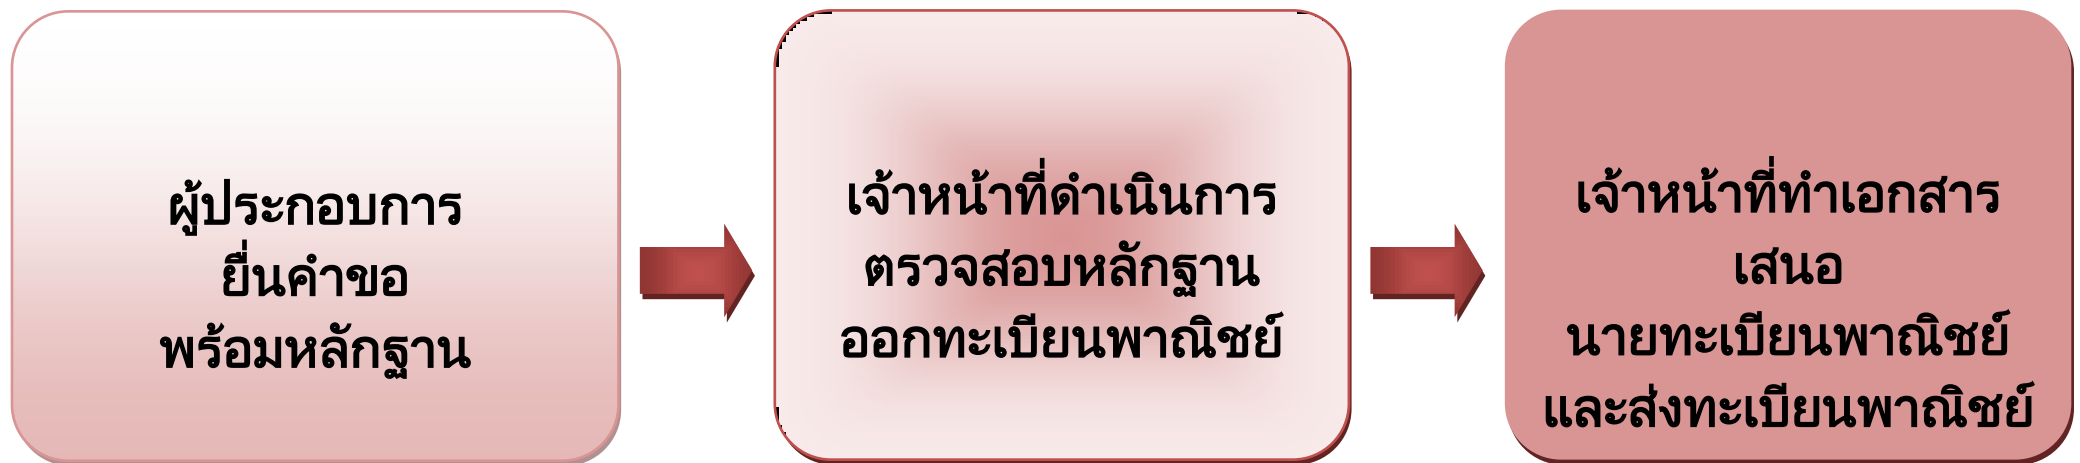 ผู้ประกอบการ
ยื่นคำขอ
พร้อมหลักฐาน
เจ้าหน้าที่ดำเนินการ
ตรวจสอบหลักฐาน
ออกทะเบียนพาณิชย์
เจ้าหน้าที่ทำเอกสาร
เสนอ
นายทะเบียนพาณิชย์
และส่งทะเบียนพาณิชย์